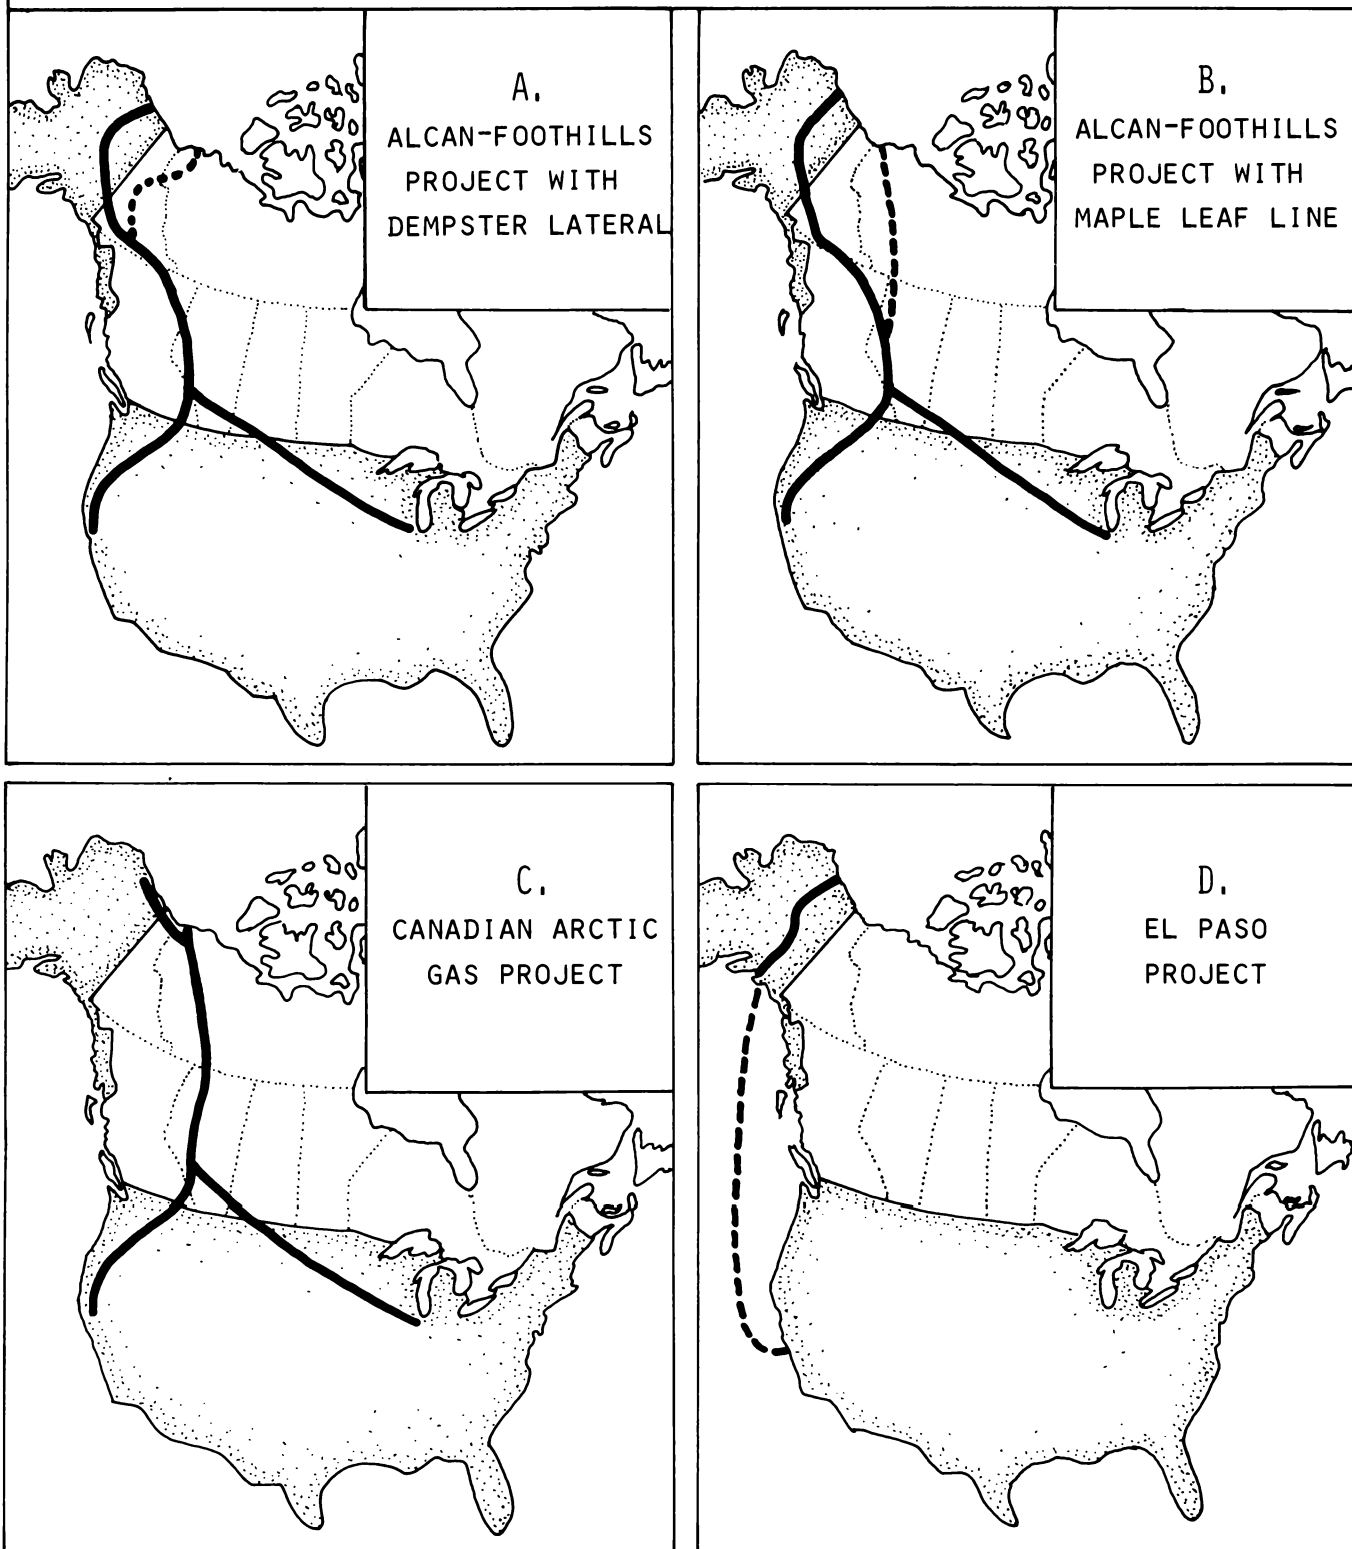 A.
ALCAN-FOOTHILLS
PROJECT WITH
DEMPSTER LATERAL
B.
ALCAN-FOOTHILLS
PROJECT WITH
MAPLE LEAF LINE
C.
CANADIAN ARCTIC
GAS PROJECT
D.
EL PASO
PROJECT